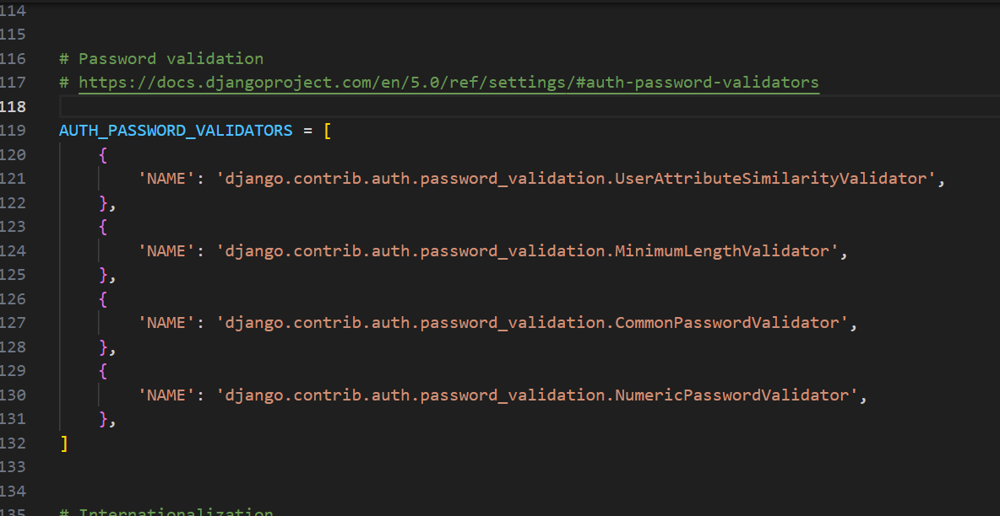 114
115
116 # Password validation
117 # https://docs.djangoproject.com/en/5.0/ref/settings/#auth-password-validators
118
119 AUTH_PASSWORD_VALIDATORS = [
120     {
121         'NAME': 'django.contrib.auth.password_validation.UserAttributeSimilarityValidator',
122     },
123     {
124         'NAME': 'django.contrib.auth.password_validation.MinimumLengthValidator',
125     },
126     {
127         'NAME': 'django.contrib.auth.password_validation.CommonPasswordValidator',
128     },
129     {
130         'NAME': 'django.contrib.auth.password_validation.NumericPasswordValidator',
131     },
132 ]
133
134
135 # Internationalization